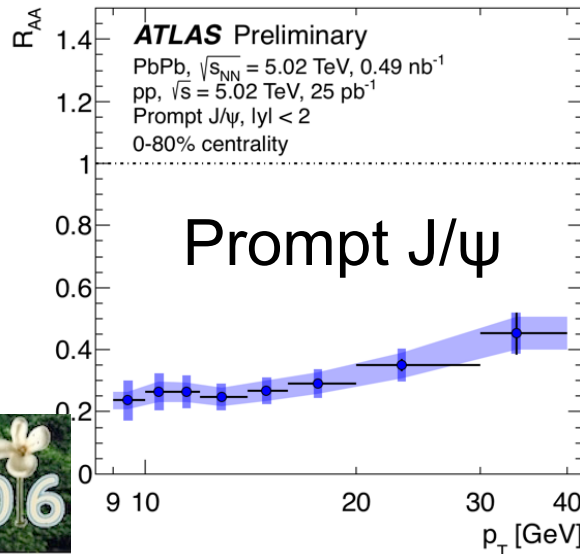 R_AA
1.4
1.2
1
0.8
0.6
0.4
0.2
0
ATLAS Preliminary
PbPb, √s_NN = 5.02 TeV, 0.49 nb⁻¹
pp, √s = 5.02 TeV, 25 pb⁻¹
Prompt J/ψ, |y| < 2
0-80% centrality
Prompt J/ψ
06
9 10 20 30 40
p_T [GeV]